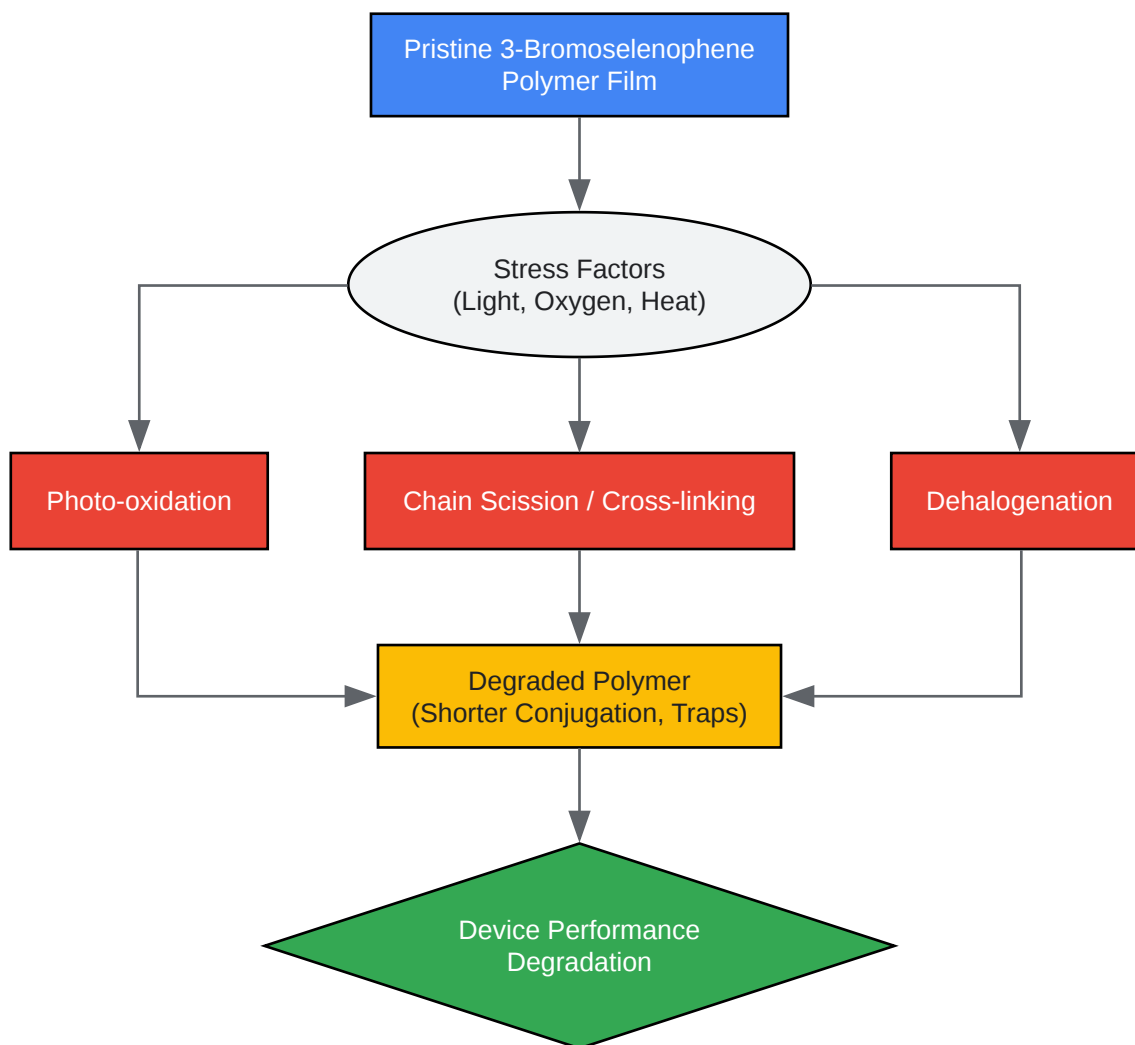 Pristine 3-Bromoselenophene
Polymer Film
Stress Factors
(Light, Oxygen, Heat)
Photo-oxidation
Chain Scission / Cross-linking
Dehalogenation
Degraded Polymer
(Shorter Conjugation, Traps)
Device Performance
Degradation